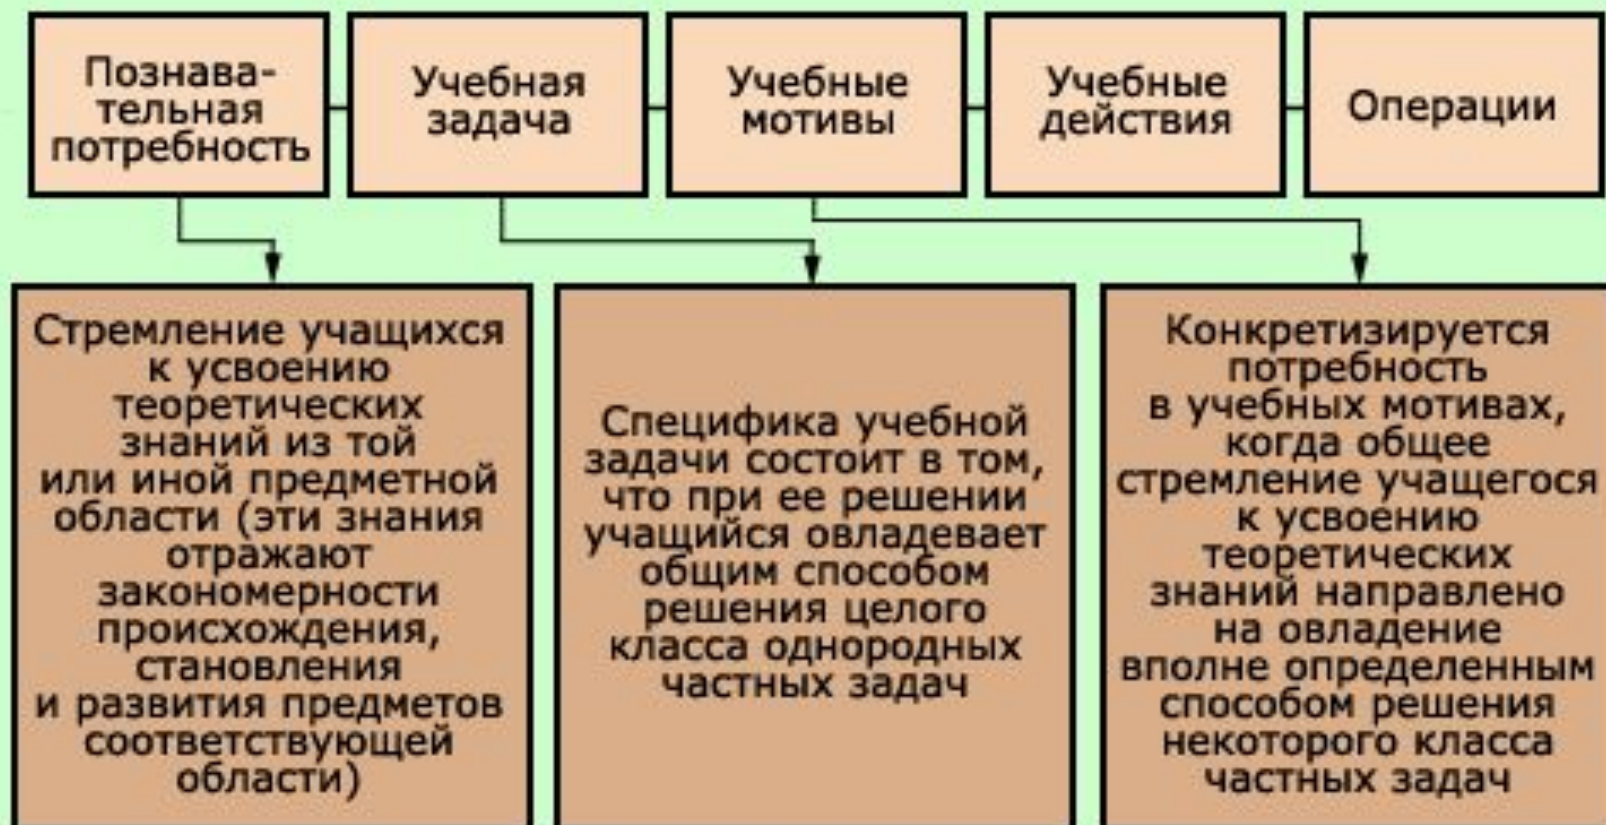 Познава-
тельная
потребность
Учебная
задача
Учебные
мотивы
Учебные
действия
Операции
Стремление учащихся
к усвоению
теоретических
знаний из той
или иной предметной
области (эти знания
отражают
закономерности
происхождения,
становления
и развития предметов
соответствующей
области)
Специфика учебной
задачи состоит в том,
что при ее решении
учащийся овладевает
общим способом
решения целого
класса однородных
частных задач
Конкретизируется
потребность
в учебных мотивах,
когда общее
стремление учащегося
к усвоению
теоретических
знаний направлено
на овладение
вполне определенным
способом решения
некоторого класса
частных задач